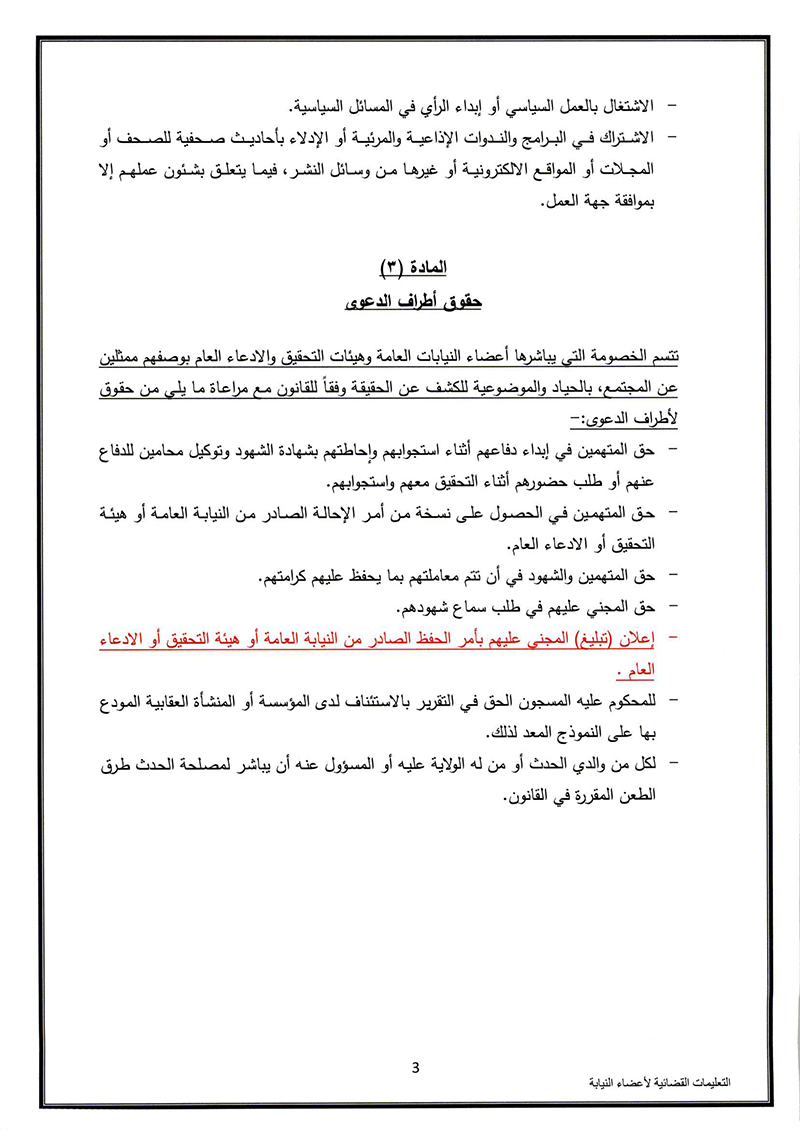 - الاشتغال بالعمل السياسي أو إبداء الرأي في المسائل السياسية.
- الاشتراك في البرامج والندوات الإذاعية والمرئية أو الإدلاء بأحاديث صحفية للصحف أو
المجلات أو المواقع الالكترونية أو غيرها من وسائل النشر، فيما يتعلق بشئون عملهم إلا
بموافقة جهة العمل.
المادة (٣)
حقوق أطراف الدعوى
تتسم الخصومة التي يباشرها أعضاء النيابات العامة وهيئات التحقيق والادعاء العام بوصفهم ممثلين
عن المجتمع، بالحياد والموضوعية للكشف عن الحقيقة وفقاً للقانون مع مراعاة ما يلي من حقوق
لأطراف الدعوى:-
- حق المتهمين في إبداء دفاعهم أثناء استجوابهم وإحاطتهم بشهادة الشهود وتوكيل محامين للدفاع
عنهم أو طلب حضورهم أثناء التحقيق معهم واستجوابهم.
- حق المتهمين في الحصول على نسخة من أمر الإحالة الصادر من النيابة العامة أو هيئة
التحقيق أو الادعاء العام.
- حق المتهمين والشهود في أن تتم معاملتهم بما يحفظ عليهم كرامتهم.
- حق المجني عليهم في طلب سماع شهودهم.
- إعلان (تبليغ) المجني عليهم بأمر الحفظ الصادر من النيابة العامة أو هيئة التحقيق أو الادعاء
العام .
- للمحكوم عليه المسجون الحق في التقرير بالاستئناف لدى المؤسسة أو المنشأة العقابية المودع
بها على النموذج المعد لذلك.
- لكل من والدي الحدث أو من له الولاية عليه أو المسؤول عنه أن يباشر لمصلحة الحدث طرق
الطعن المقررة في القانون.
3
التعليمات القضائية لأعضاء النيابة